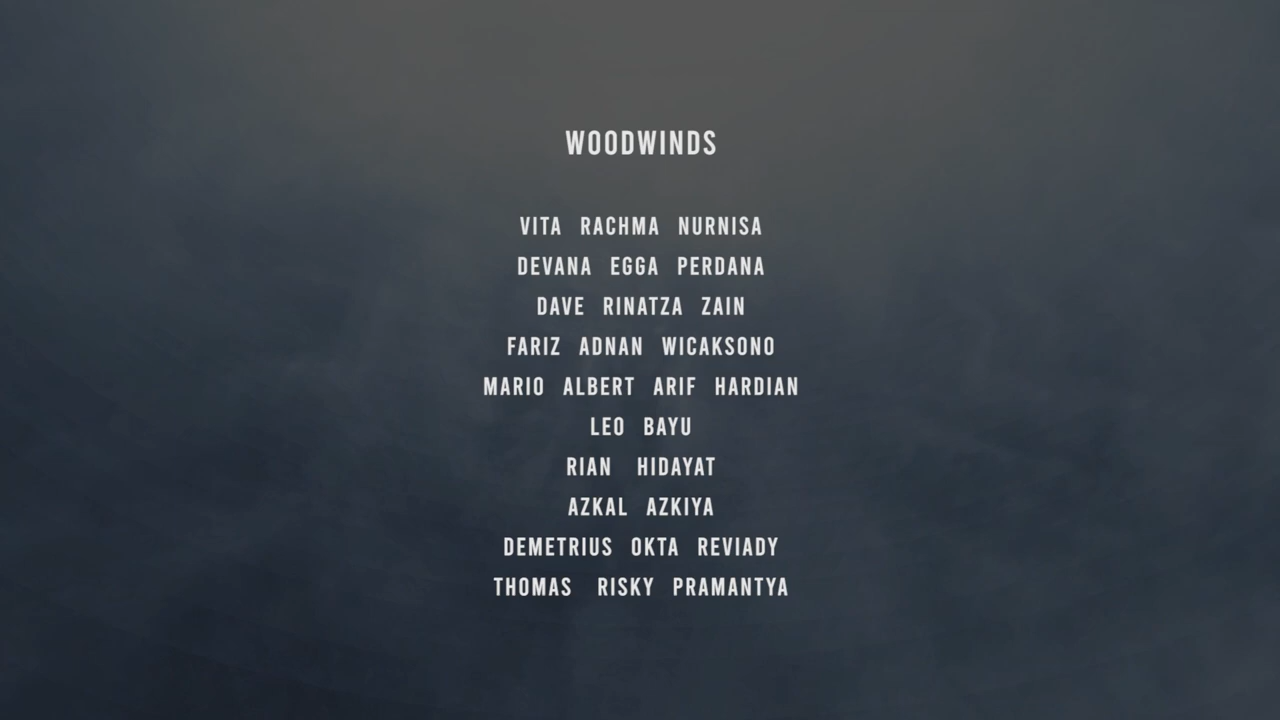 WOODWINDS
VITA RACHMA NURNISA
DEVANA EGGA PERDANA
DAVE RINATZA ZAIN
FARIZ ADNAN WICAKSONO
MARIO ALBERT ARIF HARDIAN
LEO BAYU
RIAN HIDAYAT
AZKAL AZKIYA
DEMETRIUS OKTA REVIADY
THOMAS RISKY PRAMANTYA